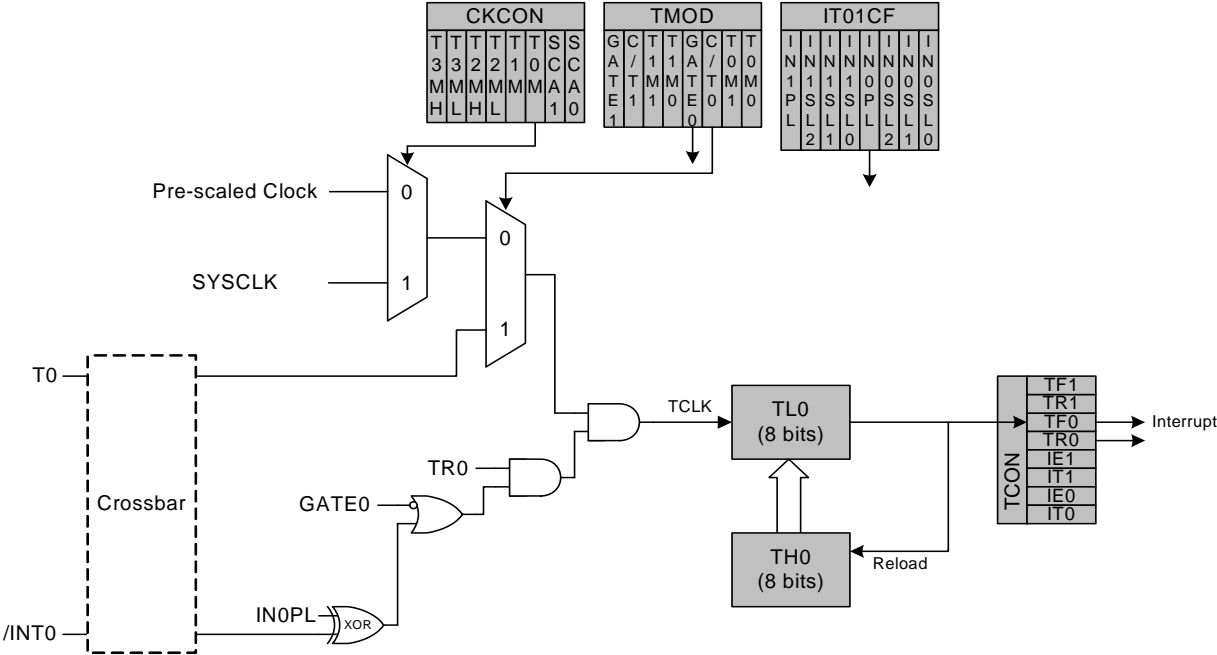 CKCON
T3MH T3ML T2MH T2ML T1M T0M SCA1 SCA0
TMOD
GATE1 C/T1 T1M1 T1M0 GATE0 C/T0 T0M1 T0M0
IT01CF
IN1PL IN1SL2 IN1SL1 IN1SL0 IN0PL IN0SL2 IN0SL1 IN0SL0
Pre-scaled Clock
0
SYSCLK
1
0
1
T0
Crossbar
/INT0
TR0
GATE0
IN0PL
XOR
TCLK
TL0
(8 bits)
TH0
(8 bits)
Reload
TCON
TF1
TR1
TF0
TR0
IE1
IT1
IE0
IT0
Interrupt